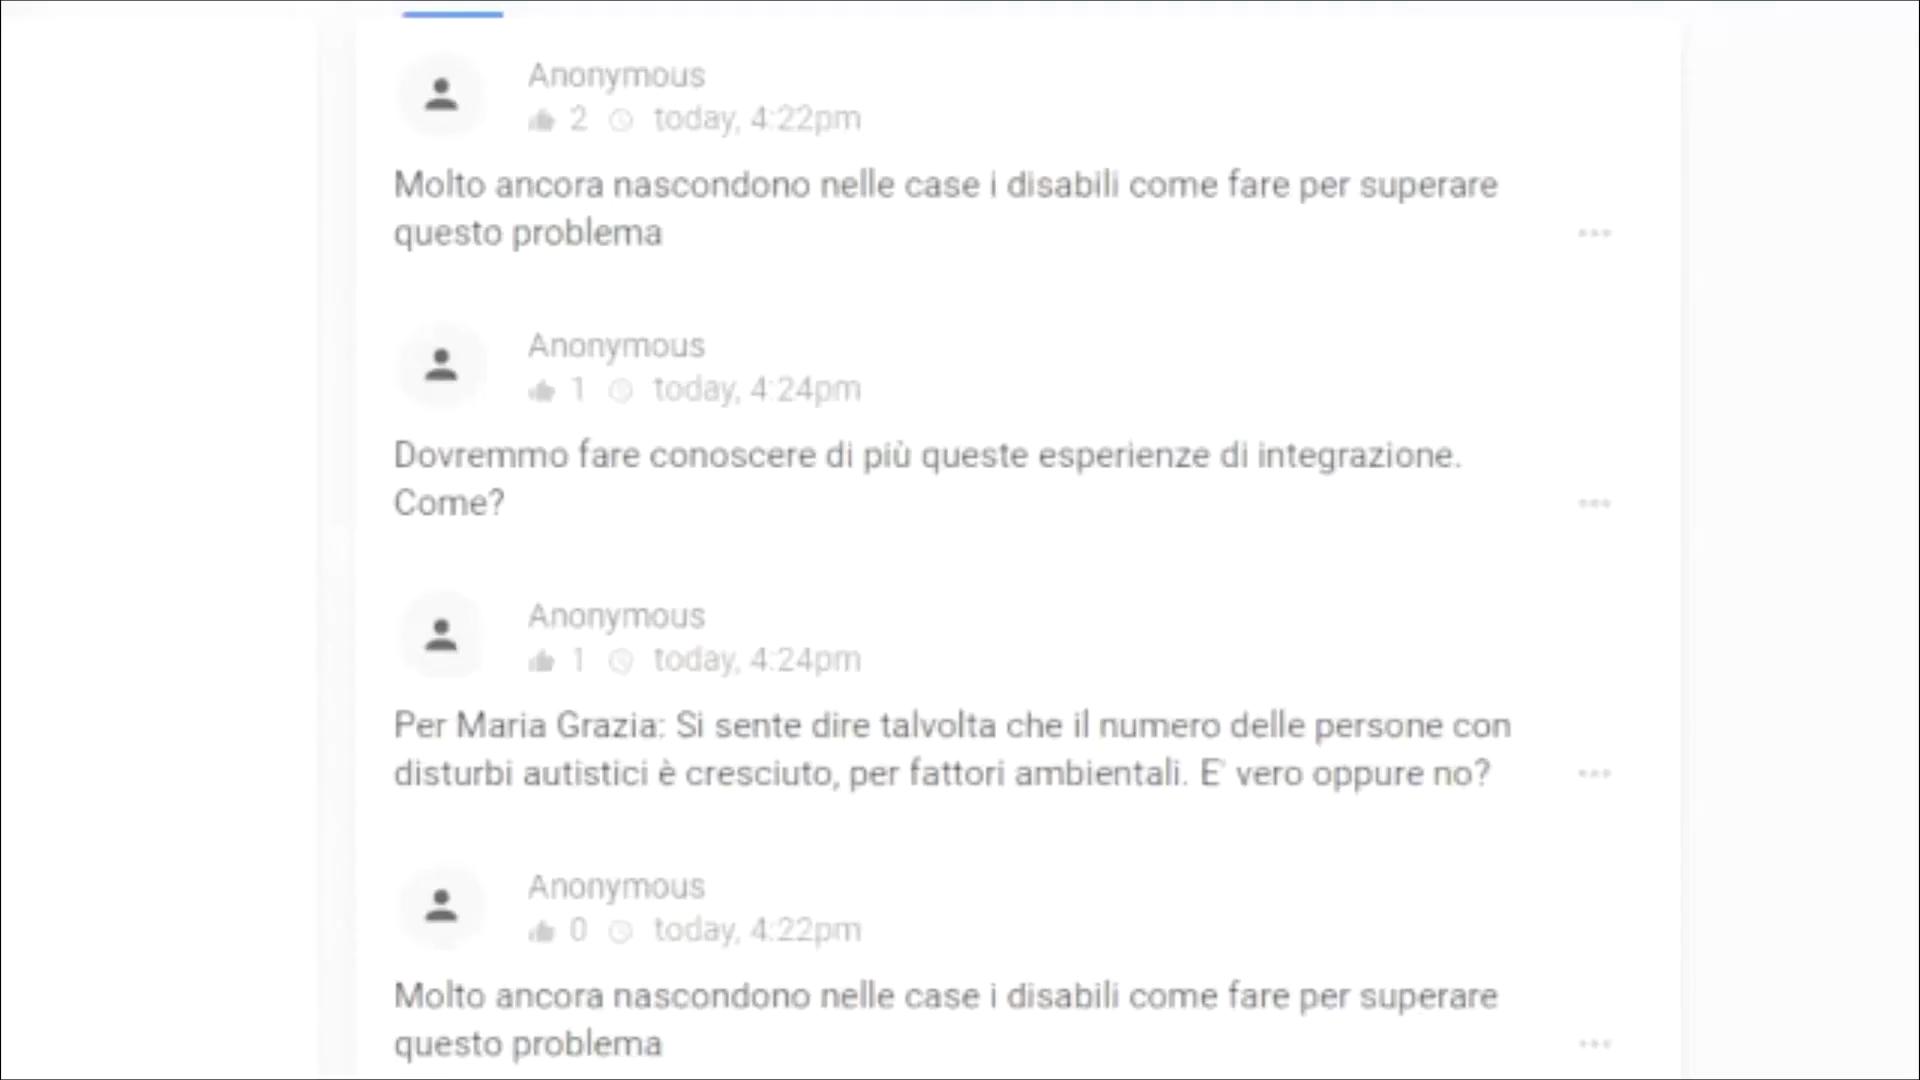 Anonymous
2 today, 4:22pm
Molto ancora nascondono nelle case i disabili come fare per superare
questo problema
Anonymous
1 today, 4:24pm
Dovremmo fare conoscere di più queste esperienze di integrazione.
Come?
Anonymous
1 today, 4:24pm
Per Maria Grazia: Si sente dire talvolta che il numero delle persone con
disturbi autistici è cresciuto, per fattori ambientali. E' vero oppure no?
Anonymous
0 today, 4:22pm
Molto ancora nascondono nelle case i disabili come fare per superare
questo problema